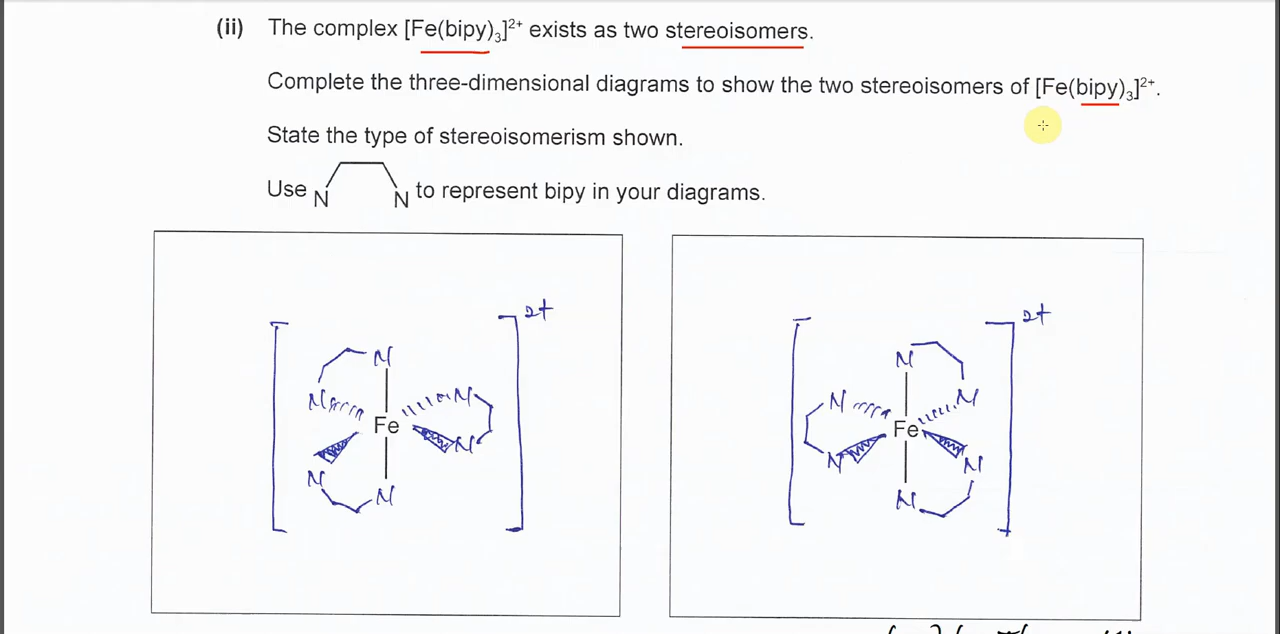 (ii) The complex [Fe(bipy)₃]²⁺ exists as two stereoisomers.
Complete the three-dimensional diagrams to show the two stereoisomers of [Fe(bipy)₃]²⁺.
State the type of stereoisomerism shown.
Use N N to represent bipy in your diagrams.
2+
N
N N
Fe
N
N N
2+
N
N N
Fe
N N
N